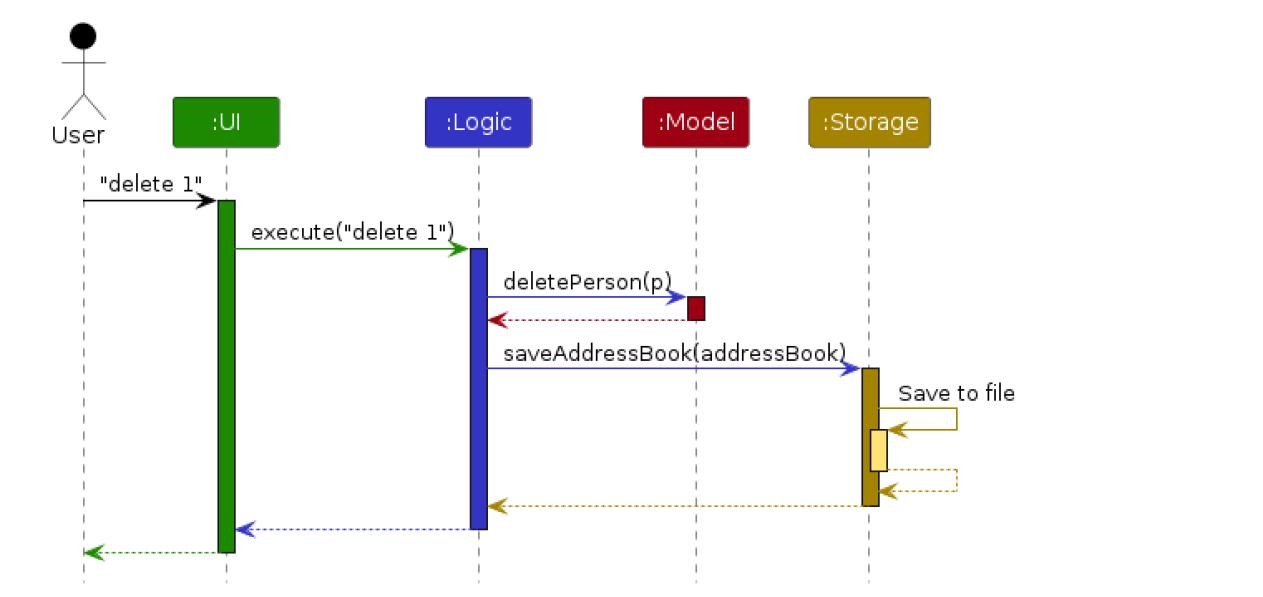 User
:UI
:Logic
:Model
:Storage
"delete 1"
execute("delete 1")
deletePerson(p)
saveAddressBook(addressBook)
Save to file